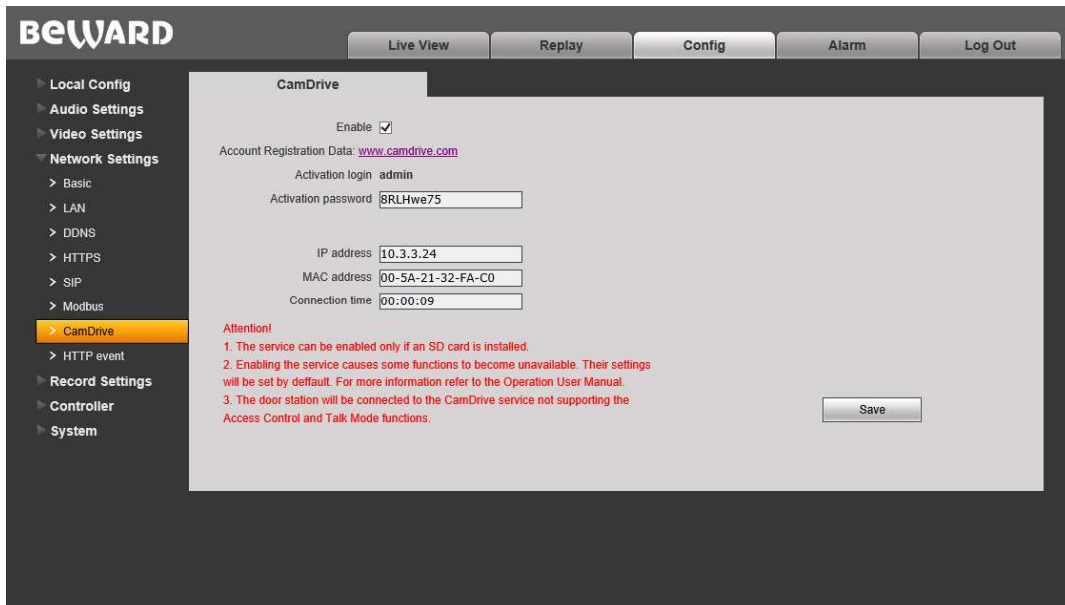 BEWARD
Live View
Replay
Config
Alarm
Log Out
Local Config
Audio Settings
Video Settings
Network Settings
> Basic
> LAN
> DDNS
> HTTPS
> SIP
> Modbus
> CamDrive
> HTTP event
Record Settings
Controller
System
CamDrive
Enable
Account Registration Data: www.camdrive.com
Activation login admin
Activation password 8RLHwe75
IP address 10.3.3.24
MAC address 00-5A-21-32-FA-C0
Connection time 00:00:09
Attention!
1. The service can be enabled only if an SD card is installed.
2. Enabling the service causes some functions to become unavailable. Their settings
will be set by deffault. For more information refer to the Operation User Manual.
3. The door station will be connected to the CamDrive service not supporting the
Access Control and Talk Mode functions.
Save